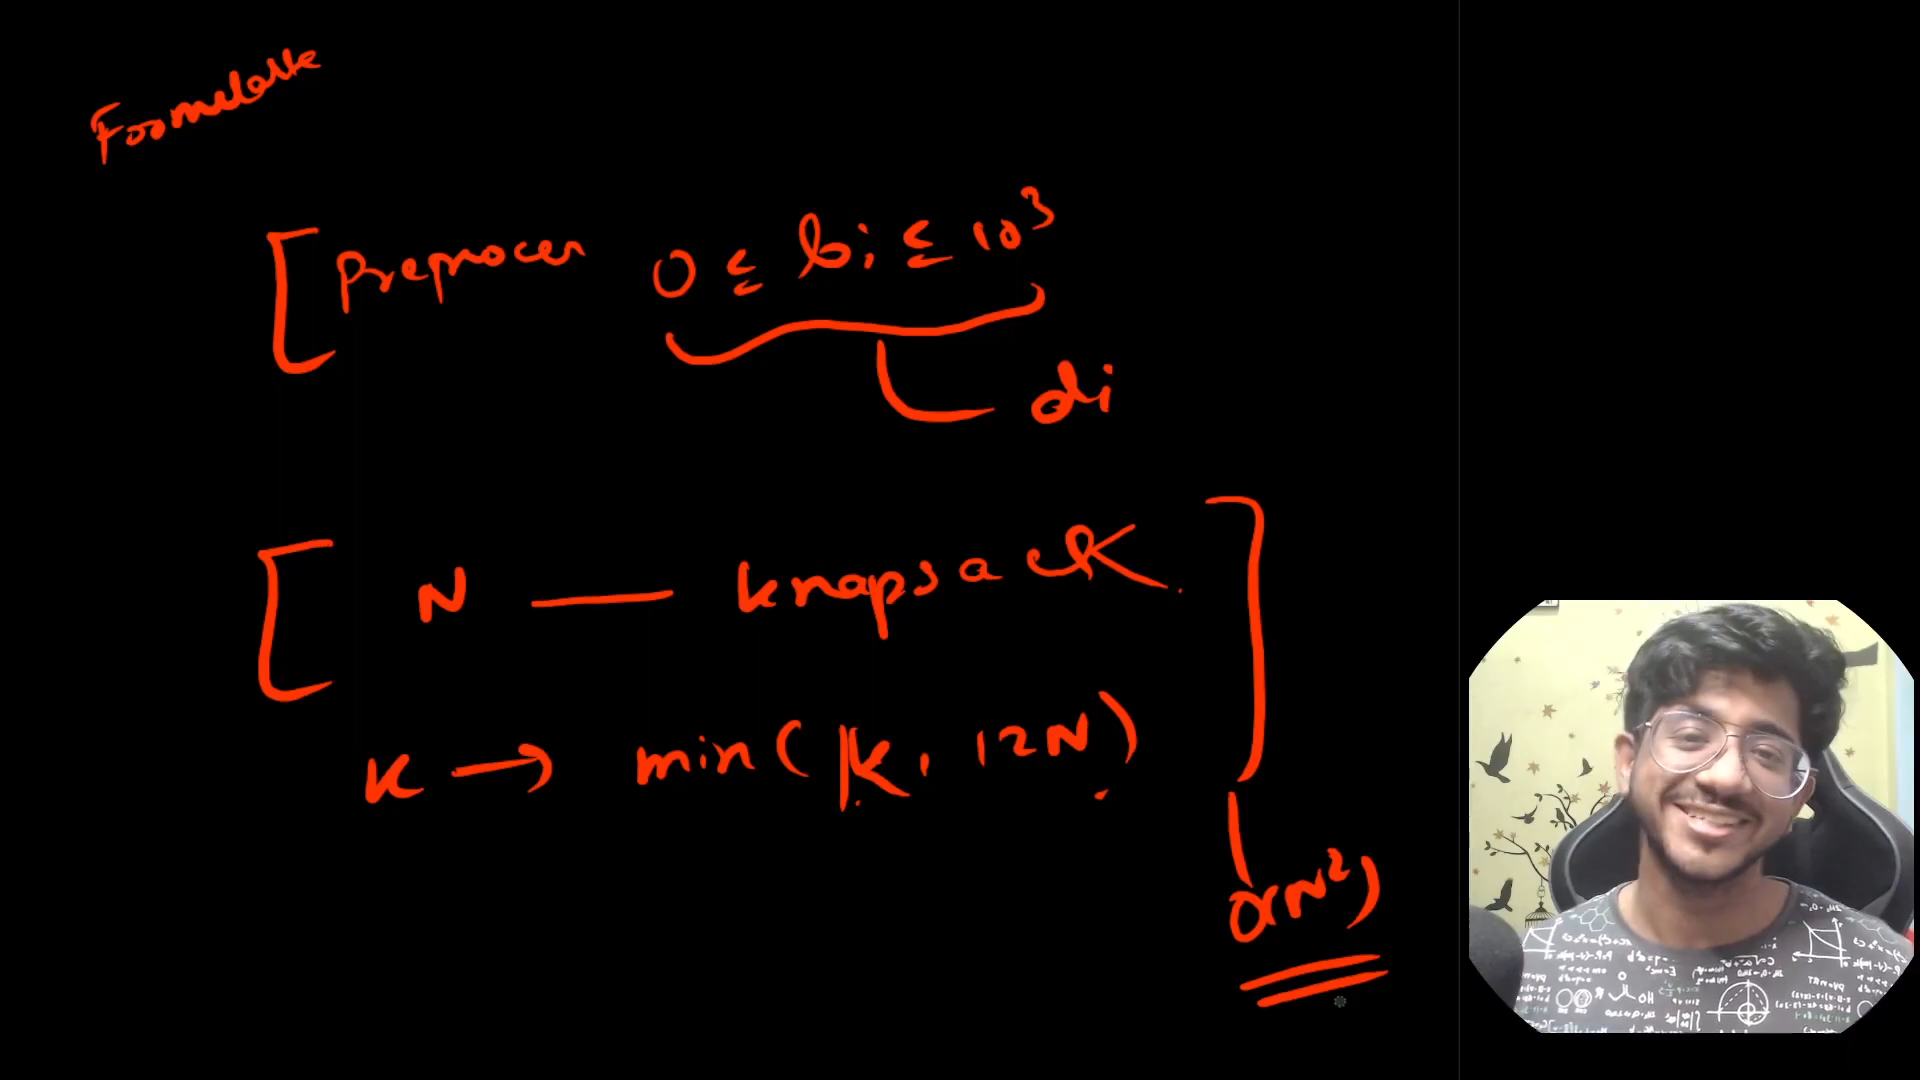 Formulate
Preprocess 0 ≤ bi ≤ 10³
di
N — knapsack
K → min(K, 12N)
O(N²)